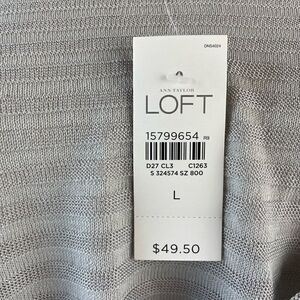 ONS4024
ANN TAYLOR
LOFT
15799654 RB
D27 CL3 C1263
S 324574 SZ 800
L
$49.50